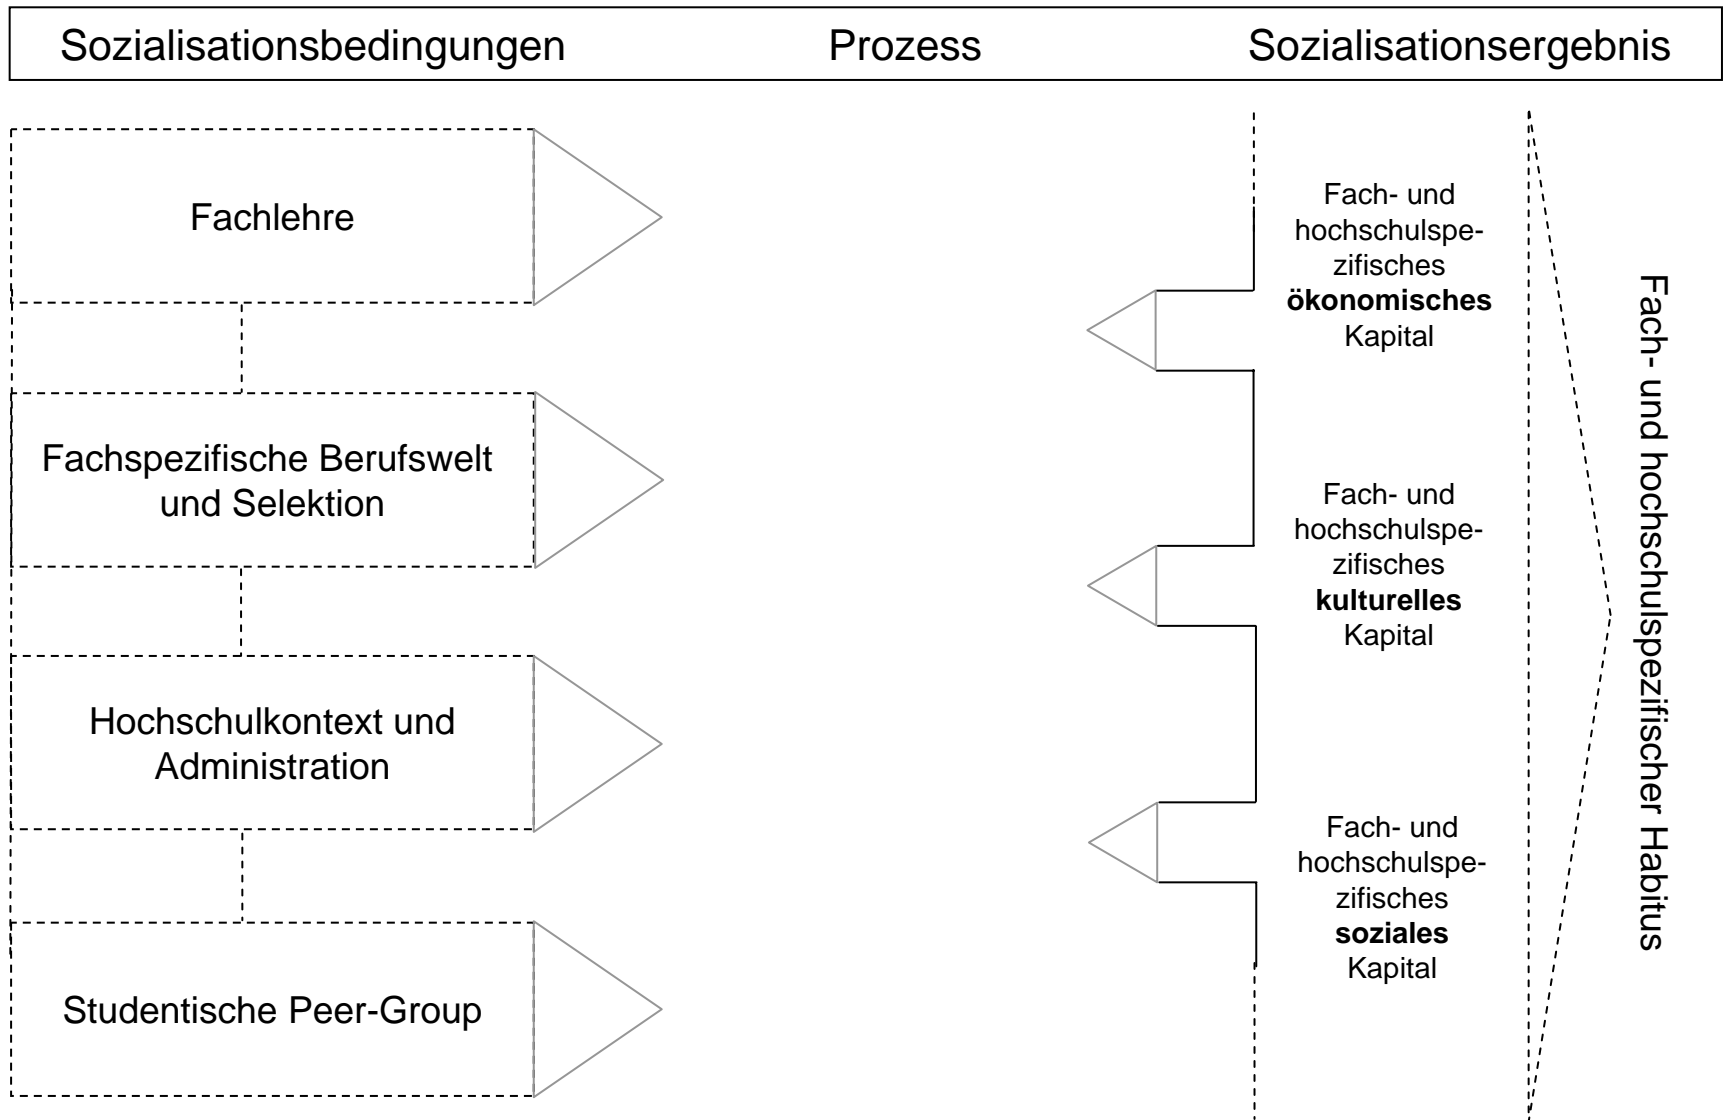 Sozialisationsbedingungen Prozess Sozialisationsergebnis
Fachlehre
Fachspezifische Berufswelt
und Selektion
Hochschulkontext und
Administration
Studentische Peer-Group
Fach- und
hochschulspe-
zifisches
ökonomisches
Kapital
Fach- und
hochschulspe-
zifisches
kulturelles
Kapital
Fach- und
hochschulspe-
zifisches
soziales
Kapital
Fach- und hochschulspezifischer Habitus